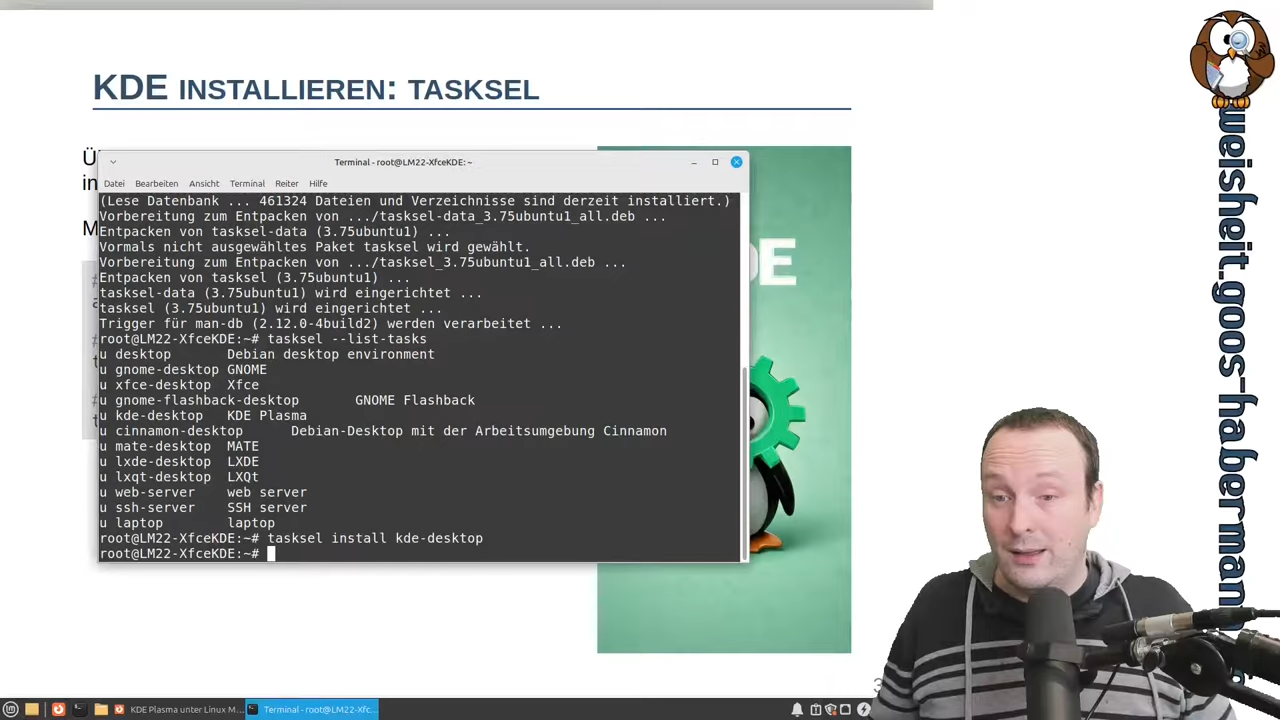 KDE INSTALLIEREN: TASKSEL
Ü
in
M
Terminal - root@LM22-XfceKDE: ~
Datei Bearbeiten Ansicht Terminal Reiter Hilfe
(Lese Datenbank ... 461324 Dateien und Verzeichnisse sind derzeit installiert.)
Vorbereitung zum Entpacken von .../tasksel-data_3.75ubuntu1_all.deb ...
Entpacken von tasksel-data (3.75ubuntu1) ...
Vormals nicht ausgewähltes Paket tasksel wird gewählt.
Vorbereitung zum Entpacken von .../tasksel_3.75ubuntu1_all.deb ...
Entpacken von tasksel (3.75ubuntu1) ...
tasksel-data (3.75ubuntu1) wird eingerichtet ...
tasksel (3.75ubuntu1) wird eingerichtet ...
Trigger für man-db (2.12.0-4build2) werden verarbeitet ...
root@LM22-XfceKDE:~# tasksel --list-tasks
u desktop Debian desktop environment
u gnome-desktop GNOME
u xfce-desktop Xfce
u gnome-flashback-desktop GNOME Flashback
u kde-desktop KDE Plasma
u cinnamon-desktop Debian-Desktop mit der Arbeitsumgebung Cinnamon
u mate-desktop MATE
u lxde-desktop LXDE
u lxqt-desktop LXQt
u web-server web server
u ssh-server SSH server
u laptop laptop
root@LM22-XfceKDE:~# tasksel install kde-desktop
root@LM22-XfceKDE:~#
DE
weisheit.goos-haberman
KDE Plasma unter Linux M...
Terminal - root@LM22-Xfc...